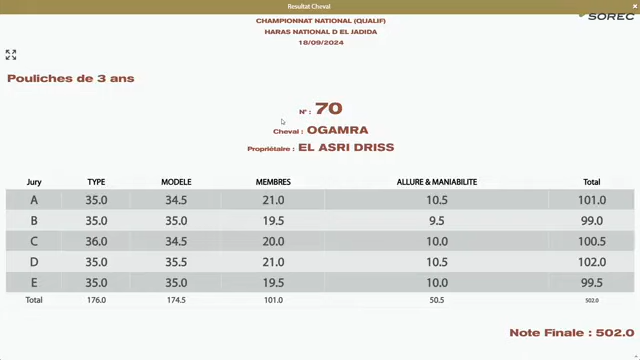 Resultat Cheval
CHAMPIONNAT NATIONAL (QUALIF)
SOREC
HARAS NATIONAL D EL JADIDA
18/09/2024
Pouliches de 3 ans
N° : 70
Cheval : OGAMRA
Propriétaire : EL ASRI DRISS
Jury TYPE MODELE MEMBRES ALLURE & MANIABILITE Total
A 35.0 34.5 21.0 10.5 101.0
B 35.0 35.0 19.5 9.5 99.0
C 36.0 34.5 20.0 10.0 100.5
D 35.0 35.5 21.0 10.5 102.0
E 35.0 35.0 19.5 10.0 99.5
Total 176.0 174.5 101.0 50.5 502.0
Note Finale : 502.0